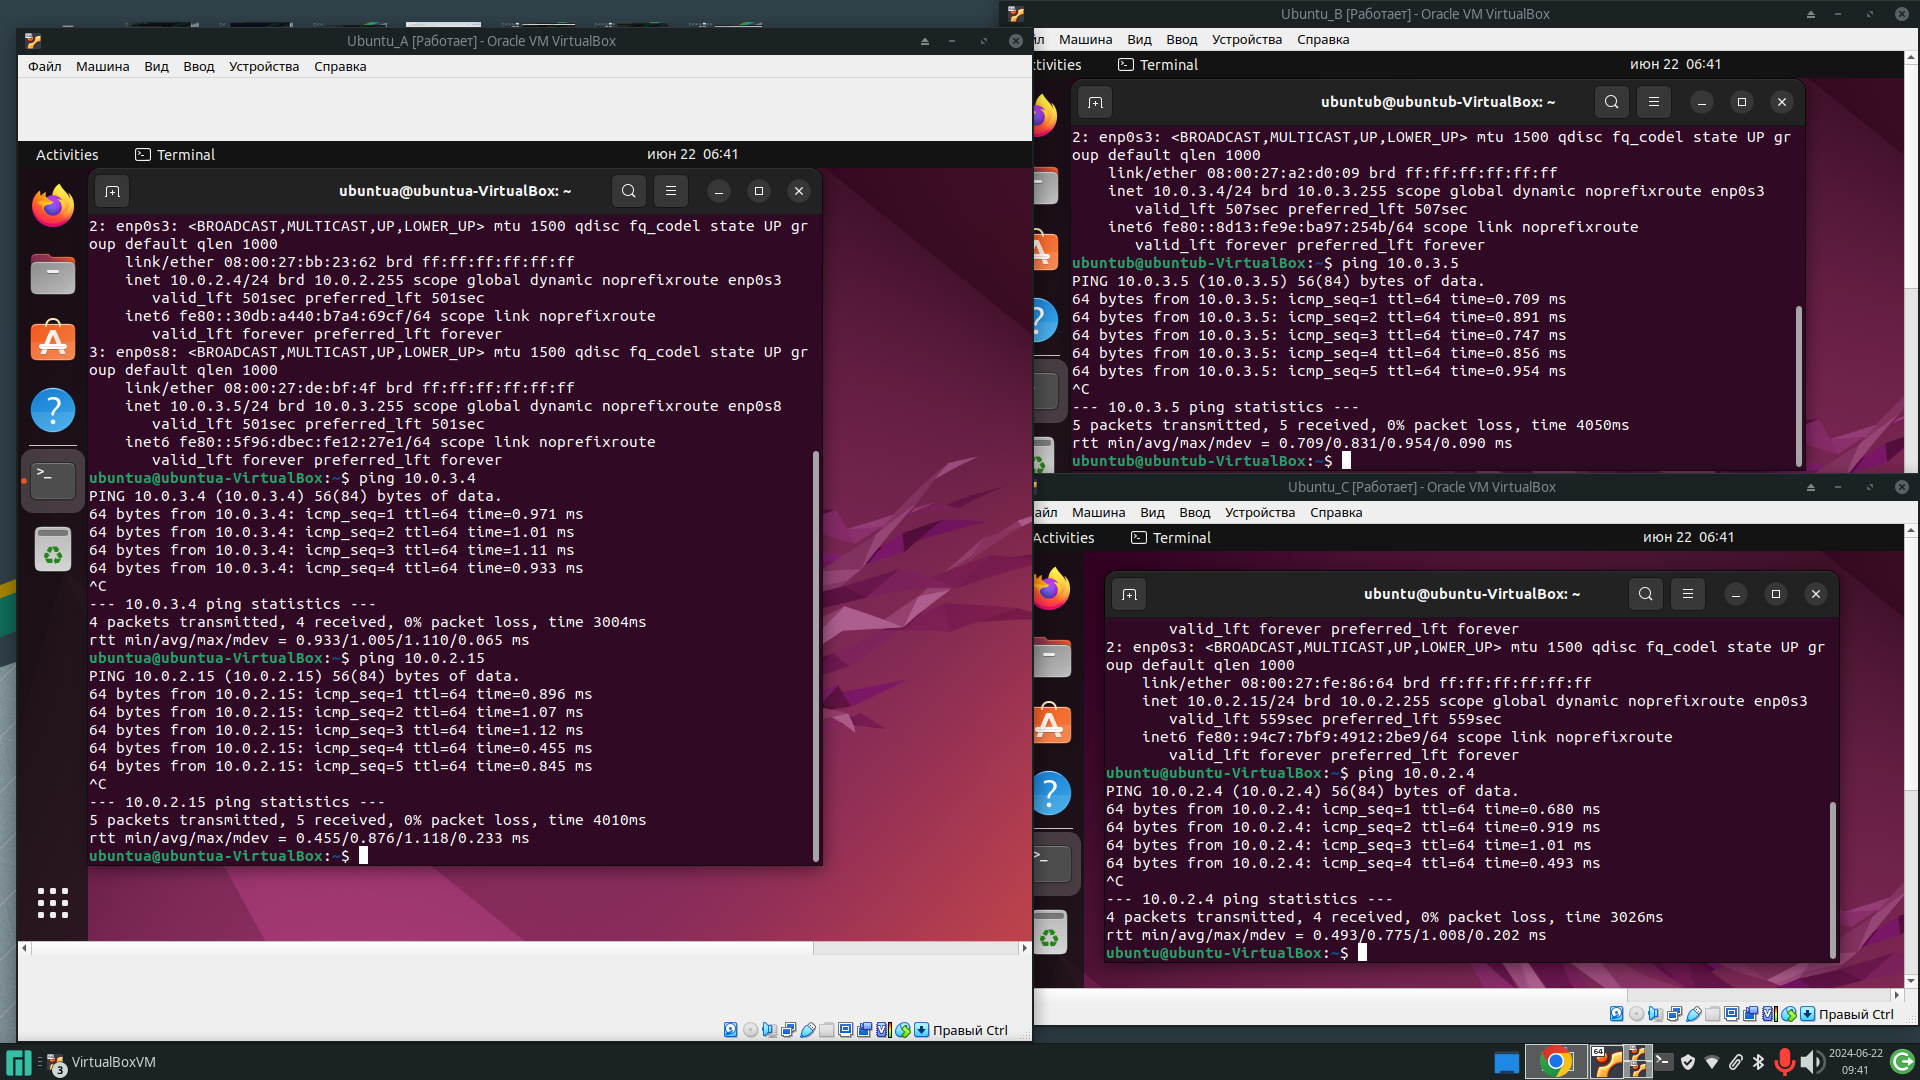 Ubuntu_A [Работает] - Oracle VM VirtualBox
Файл Машина Вид Ввод Устройства Справка
Activities Terminal июн 22 06:41
ubuntua@ubuntua-VirtualBox: ~
2: enp0s3: <BROADCAST,MULTICAST,UP,LOWER_UP> mtu 1500 qdisc fq_codel state UP gr
oup default qlen 1000
link/ether 08:00:27:bb:23:62 brd ff:ff:ff:ff:ff:ff
inet 10.0.2.4/24 brd 10.0.2.255 scope global dynamic noprefixroute enp0s3
valid_lft 501sec preferred_lft 501sec
inet6 fe80::30db:a440:b7a4:69cf/64 scope link noprefixroute
valid_lft forever preferred_lft forever
3: enp0s8: <BROADCAST,MULTICAST,UP,LOWER_UP> mtu 1500 qdisc fq_codel state UP gr
oup default qlen 1000
link/ether 08:00:27:de:bf:4f brd ff:ff:ff:ff:ff:ff
inet 10.0.3.5/24 brd 10.0.3.255 scope global dynamic noprefixroute enp0s8
valid_lft 501sec preferred_lft 501sec
inet6 fe80::5f96:dbec:fe12:27e1/64 scope link noprefixroute
valid_lft forever preferred_lft forever
ubuntua@ubuntua-VirtualBox:~$ ping 10.0.3.4
PING 10.0.3.4 (10.0.3.4) 56(84) bytes of data.
64 bytes from 10.0.3.4: icmp_seq=1 ttl=64 time=0.971 ms
64 bytes from 10.0.3.4: icmp_seq=2 ttl=64 time=1.01 ms
64 bytes from 10.0.3.4: icmp_seq=3 ttl=64 time=1.11 ms
64 bytes from 10.0.3.4: icmp_seq=4 ttl=64 time=0.933 ms
^C
--- 10.0.3.4 ping statistics ---
4 packets transmitted, 4 received, 0% packet loss, time 3004ms
rtt min/avg/max/mdev = 0.933/1.005/1.110/0.065 ms
ubuntua@ubuntua-VirtualBox:~$ ping 10.0.2.15
PING 10.0.2.15 (10.0.2.15) 56(84) bytes of data.
64 bytes from 10.0.2.15: icmp_seq=1 ttl=64 time=0.896 ms
64 bytes from 10.0.2.15: icmp_seq=2 ttl=64 time=1.07 ms
64 bytes from 10.0.2.15: icmp_seq=3 ttl=64 time=1.12 ms
64 bytes from 10.0.2.15: icmp_seq=4 ttl=64 time=0.455 ms
64 bytes from 10.0.2.15: icmp_seq=5 ttl=64 time=0.845 ms
^C
--- 10.0.2.15 ping statistics ---
5 packets transmitted, 5 received, 0% packet loss, time 4010ms
rtt min/avg/max/mdev = 0.455/0.876/1.118/0.233 ms
ubuntua@ubuntua-VirtualBox:~$
Правый Ctrl
Ubuntu_B [Работает] - Oracle VM VirtualBox
йл Машина Вид Ввод Устройства Справка
tivities Terminal июн 22 06:41
ubuntub@ubuntub-VirtualBox: ~
2: enp0s3: <BROADCAST,MULTICAST,UP,LOWER_UP> mtu 1500 qdisc fq_codel state UP gr
oup default qlen 1000
link/ether 08:00:27:a2:d0:09 brd ff:ff:ff:ff:ff:ff
inet 10.0.3.4/24 brd 10.0.3.255 scope global dynamic noprefixroute enp0s3
valid_lft 507sec preferred_lft 507sec
inet6 fe80::8d13:fe9e:ba97:254b/64 scope link noprefixroute
valid_lft forever preferred_lft forever
ubuntub@ubuntub-VirtualBox:~$ ping 10.0.3.5
PING 10.0.3.5 (10.0.3.5) 56(84) bytes of data.
64 bytes from 10.0.3.5: icmp_seq=1 ttl=64 time=0.709 ms
64 bytes from 10.0.3.5: icmp_seq=2 ttl=64 time=0.891 ms
64 bytes from 10.0.3.5: icmp_seq=3 ttl=64 time=0.747 ms
64 bytes from 10.0.3.5: icmp_seq=4 ttl=64 time=0.856 ms
64 bytes from 10.0.3.5: icmp_seq=5 ttl=64 time=0.954 ms
^C
--- 10.0.3.5 ping statistics ---
5 packets transmitted, 5 received, 0% packet loss, time 4050ms
rtt min/avg/max/mdev = 0.709/0.831/0.954/0.090 ms
ubuntub@ubuntub-VirtualBox:~$
Ubuntu_C [Работает] - Oracle VM VirtualBox
айл Машина Вид Ввод Устройства Справка
Activities Terminal июн 22 06:41
ubuntu@ubuntu-VirtualBox: ~
valid_lft forever preferred_lft forever
2: enp0s3: <BROADCAST,MULTICAST,UP,LOWER_UP> mtu 1500 qdisc fq_codel state UP gr
oup default qlen 1000
link/ether 08:00:27:fe:86:64 brd ff:ff:ff:ff:ff:ff
inet 10.0.2.15/24 brd 10.0.2.255 scope global dynamic noprefixroute enp0s3
valid_lft 559sec preferred_lft 559sec
inet6 fe80::94c7:7bf9:4912:2be9/64 scope link noprefixroute
valid_lft forever preferred_lft forever
ubuntu@ubuntu-VirtualBox:~$ ping 10.0.2.4
PING 10.0.2.4 (10.0.2.4) 56(84) bytes of data.
64 bytes from 10.0.2.4: icmp_seq=1 ttl=64 time=0.680 ms
64 bytes from 10.0.2.4: icmp_seq=2 ttl=64 time=0.919 ms
64 bytes from 10.0.2.4: icmp_seq=3 ttl=64 time=1.01 ms
64 bytes from 10.0.2.4: icmp_seq=4 ttl=64 time=0.493 ms
^C
--- 10.0.2.4 ping statistics ---
4 packets transmitted, 4 received, 0% packet loss, time 3026ms
rtt min/avg/max/mdev = 0.493/0.775/1.008/0.202 ms
ubuntu@ubuntu-VirtualBox:~$
Правый Ctrl
3 VirtualBoxVM
64
2024-06-22
09:41